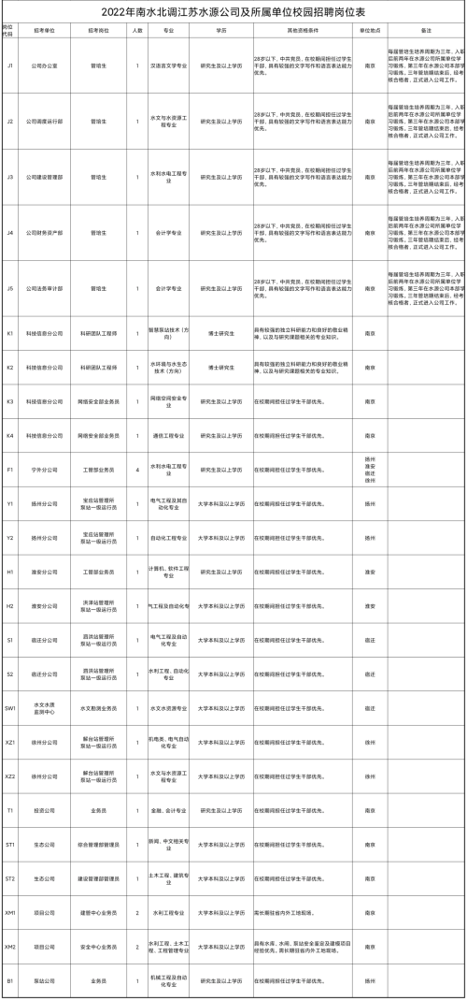 2022年南水北调江苏水源公司及所属单位校园招聘岗位表
岗位代码 招考单位 招考岗位 人数 专业 学历 其他资格条件 单位地点 备注
J1 公司办公室 管培生 1 汉语言文学专业 研究生及以上学历 28岁以下，中共党员，在校期间担任过学生干部，具有较强的文字写作和语言表达能力优先。 南京 每届管培生培养周期为三年，入职后前两年在水源公司所属单位学习锻炼，第三年在水源公司本部学习锻炼，三年管培期结束后，经考核合格者，正式进入公司工作。
J2 公司调度运行部 管培生 1 水文与水资源工程专业 研究生及以上学历 28岁以下，中共党员，在校期间担任过学生干部，具有较强的文字写作和语言表达能力优先。 南京 每届管培生培养周期为三年，入职后前两年在水源公司所属单位学习锻炼，第三年在水源公司本部学习锻炼，三年管培期结束后，经考核合格者，正式进入公司工作。
J3 公司建设管理部 管培生 1 水利水电工程专业 研究生及以上学历 28岁以下，中共党员，在校期间担任过学生干部，具有较强的文字写作和语言表达能力优先。 南京 每届管培生培养周期为三年，入职后前两年在水源公司所属单位学习锻炼，第三年在水源公司本部学习锻炼，三年管培期结束后，经考核合格者，正式进入公司工作。
J4 公司财务资产部 管培生 1 会计学专业 研究生及以上学历 28岁以下，中共党员，在校期间担任过学生干部，具有较强的文字写作和语言表达能力优先。 南京 每届管培生培养周期为三年，入职后前两年在水源公司所属单位学习锻炼，第三年在水源公司本部学习锻炼，三年管培期结束后，经考核合格者，正式进入公司工作。
J5 公司法务审计部 管培生 1 会计学专业 研究生及以上学历 28岁以下，中共党员，在校期间担任过学生干部，具有较强的文字写作和语言表达能力优先。 南京 每届管培生培养周期为三年，入职后前两年在水源公司所属单位学习锻炼，第三年在水源公司本部学习锻炼，三年管培期结束后，经考核合格者，正式进入公司工作。
K1 科技信息分公司 科研团队工程师 1 智慧泵站技术（方向） 博士研究生 具有较强的独立科研能力和良好的敬业精神，以及与研究课题相关的专业知识。 南京
K2 科技信息分公司 科研团队工程师 1 水环境与水生态技术（方向） 博士研究生 具有较强的独立科研能力和良好的敬业精神，以及与研究课题相关的专业知识。 南京
K3 科技信息分公司 网络安全部业务员 1 网络空间安全专业 研究生及以上学历 在校期间担任过学生干部优先。 南京
K4 科技信息分公司 网络安全部业务员 1 通信工程专业 研究生及以上学历 在校期间担任过学生干部优先。 南京
F1 宁外分公司 工管部业务员 4 水利水电工程专业 研究生及以上学历 在校期间担任过学生干部优先。 扬州 淮安 宿迁 徐州
Y1 扬州分公司 宝应站管理所泵站一级运行员 1 电气工程及其自动化专业 大学本科及以上学历 在校期间担任过学生干部优先。 扬州
Y2 扬州分公司 宝应站管理所泵站一级运行员 1 自动化工程专业 大学本科及以上学历 在校期间担任过学生干部优先。 扬州
H1 淮安分公司 工管部业务员 1 计算机、软件工程专业 研究生及以上学历 在校期间担任过学生干部优先。 淮安
H2 淮安分公司 洪泽站管理所泵站一级运行员 1 气工程及自动化专 大学本科及以上学历 在校期间担任过学生干部优先。 淮安
S1 宿迁分公司 泗洪站管理所泵站一级运行员 1 电气工程及自动化专业 大学本科及以上学历 在校期间担任过学生干部优先。 宿迁
S2 宿迁分公司 泗洪站管理所泵站一级运行员 1 水利工程、自动化专业 大学本科及以上学历 在校期间担任过学生干部优先。 宿迁
SW1 水文水质监测中心 水文勘测业务员 1 水文水资源专业 大学本科及以上学历 在校期间担任过学生干部优先。 宿迁
XZ1 徐州分公司 解台站管理所泵站一级运行员 1 机电类、电气自动化专业 大学本科及以上学历 在校期间担任过学生干部优先。 徐州
XZ2 徐州分公司 解台站管理所泵站一级运行员 1 水文与水资源工程专业 大学本科及以上学历 在校期间担任过学生干部优先。 徐州
T1 投资公司 业务员 1 金融、会计专业 研究生及以上学历 在校期间担任过学生干部优先。 南京
ST1 生态公司 综合管理部管理员 1 新闻、中文相关专业 大学本科及以上学历 在校期间担任过学生干部优先。 南京
ST2 生态公司 建设管理部管理员 1 土木工程、建筑专业 大学本科及以上学历 在校期间担任过学生干部优先。 南京
XM1 项目公司 建管中心业务员 2 水利工程专业 大学本科及以上学历 需长期驻省内外工地现场。 南京
XM2 项目公司 安全中心业务员 2 水利工程、土木工程、工程管理专业 大学本科及以上学历 具有水库、水闸、泵站安全鉴定及建模项目经验优先，需长期驻省内外工地现场。 南京
B1 泵站公司 业务员 1 机械工程及自动化专业 研究生及以上学历 在校期间担任过学生干部优先。 扬州